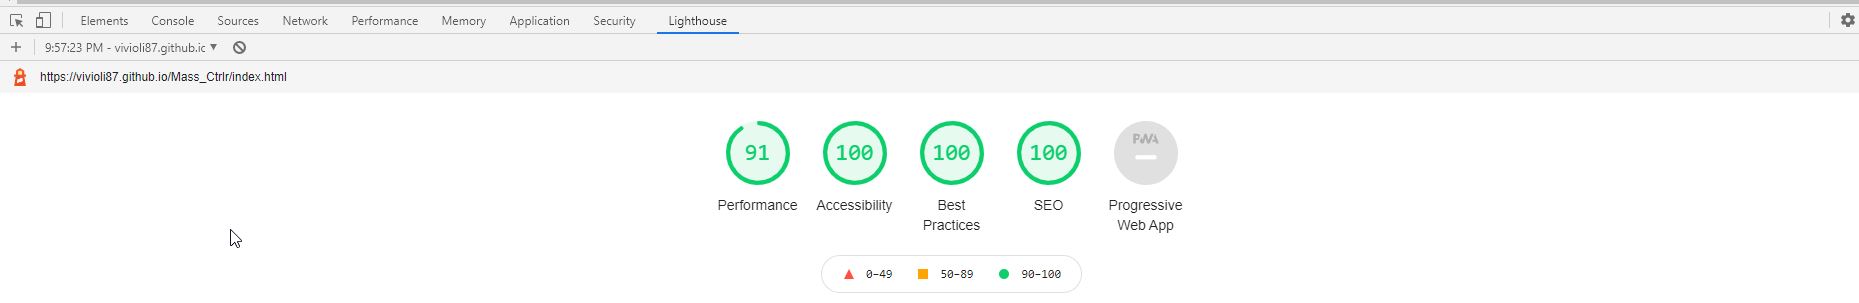 Elements Console Sources Network Performance Memory Application Security Lighthouse
9:57:23 PM - vivioli87.github.ic
https://vivioli87.github.io/Mass_Ctrlr/index.html
91 100 100 100 PWA
Performance Accessibility Best Practices SEO Progressive Web App
0–49 50–89 90–100